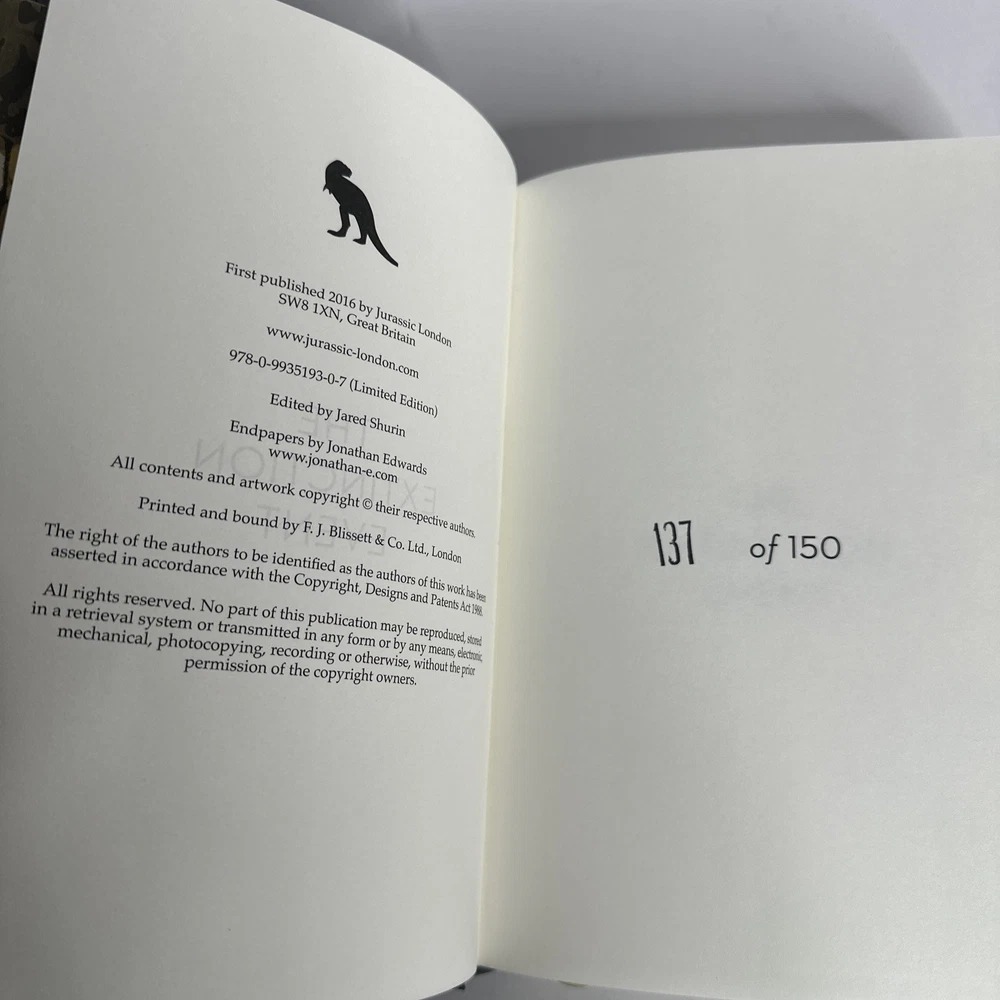 First published 2016 by Jurassic London
SW8 1XN, Great Britain
www.jurassic-london.com
978-0-9935193-0-7 (Limited Edition)
Edited by Jared Shurin
Endpapers by Jonathan Edwards
www.jonathan-e.com
All contents and artwork copyright © their respective authors.
Printed and bound by F. J. Blissett & Co. Ltd., London
The right of the authors to be identified as the authors of this work has been
asserted in accordance with the Copyright, Designs and Patents Act 1988.
All rights reserved. No part of this publication may be reproduced, stored
in a retrieval system or transmitted in any form or by any means, electronic,
mechanical, photocopying, recording or otherwise, without the prior
permission of the copyright owners.
THE
EXTINCTION
EVENT
137 of 150